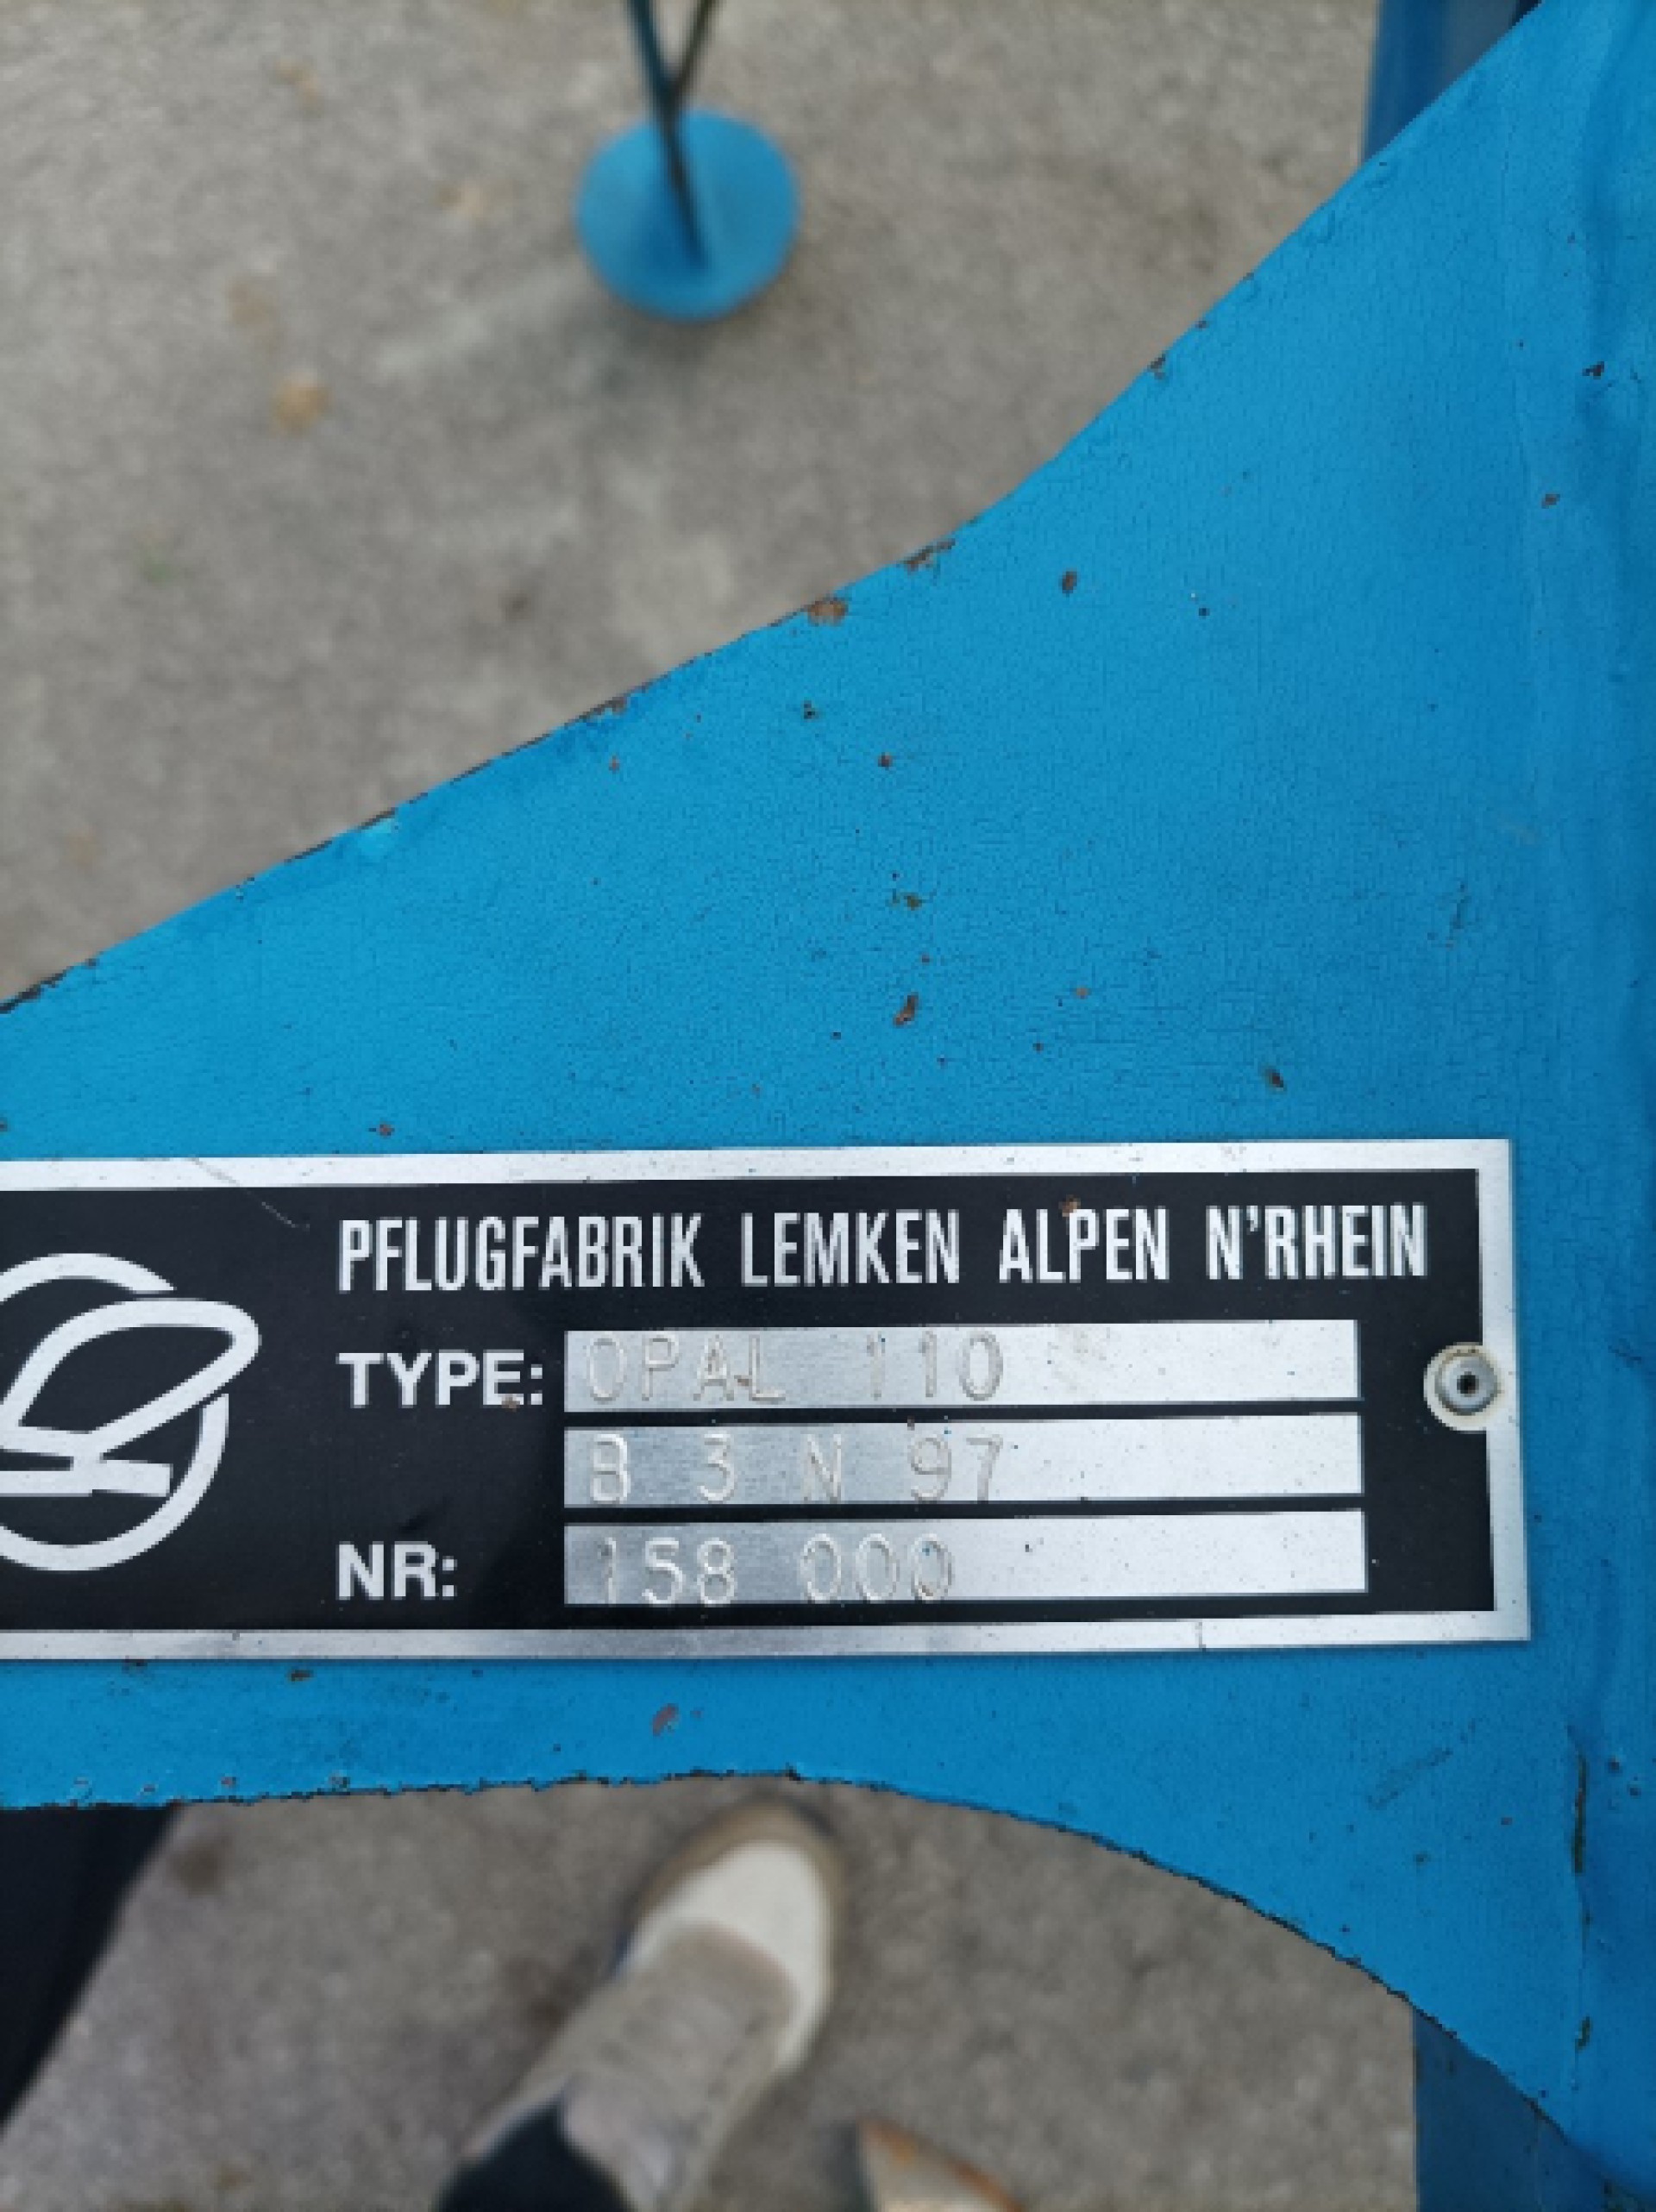 PFLUGFABRIK LEMKEN ALPEN N'RHEIN
TYPE: OPAL 110
B 3 N 97
NR: 158 000